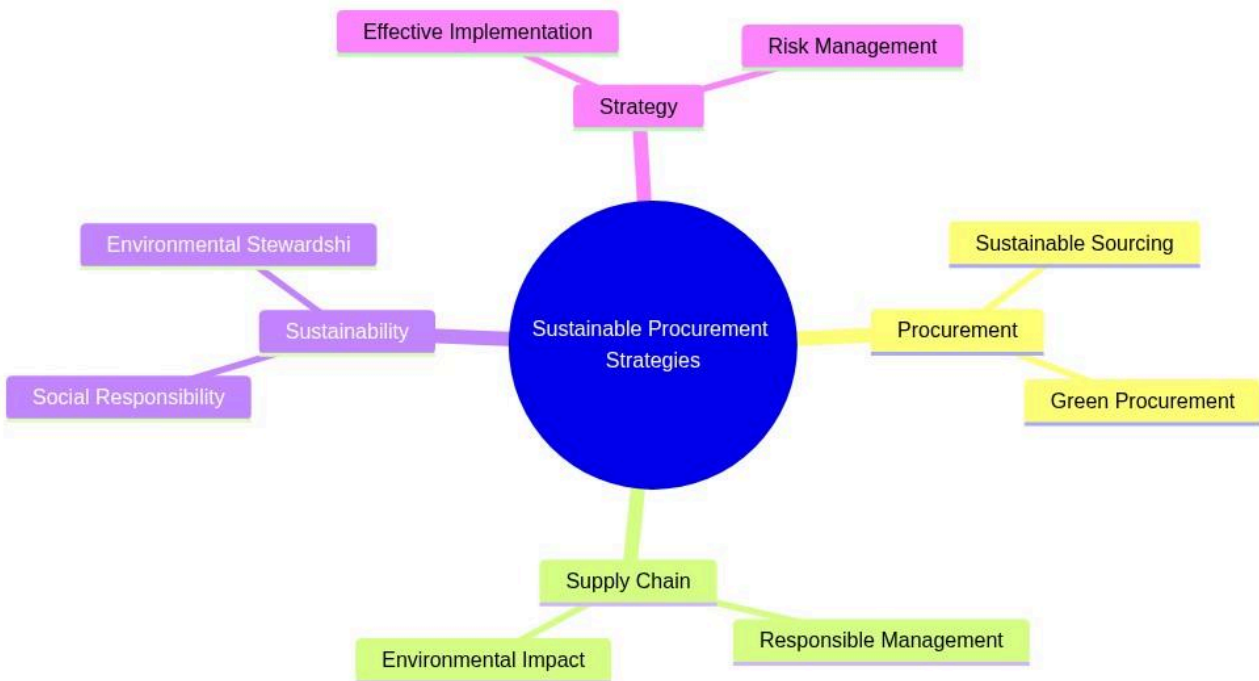 Effective Implementation
Risk Management
Strategy
Environmental Stewardshi
Sustainable Sourcing
Sustainability
Sustainable Procurement
Strategies
Procurement
Social Responsibility
Green Procurement
Supply Chain
Environmental Impact
Responsible Management